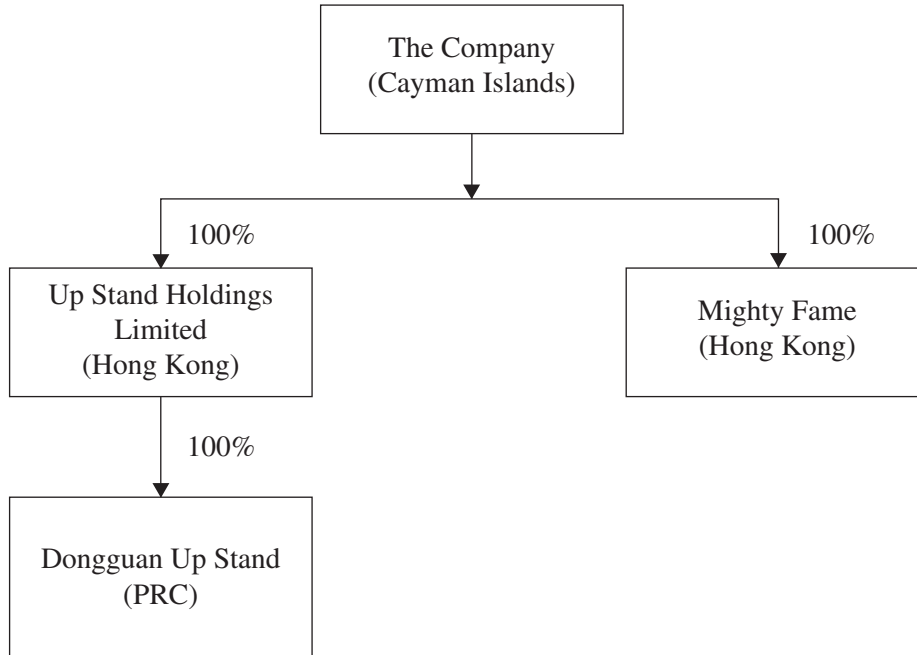 The Company
(Cayman Islands)
100%
100%
Up Stand Holdings
Limited
(Hong Kong)
Mighty Fame
(Hong Kong)
100%
Dongguan Up Stand
(PRC)